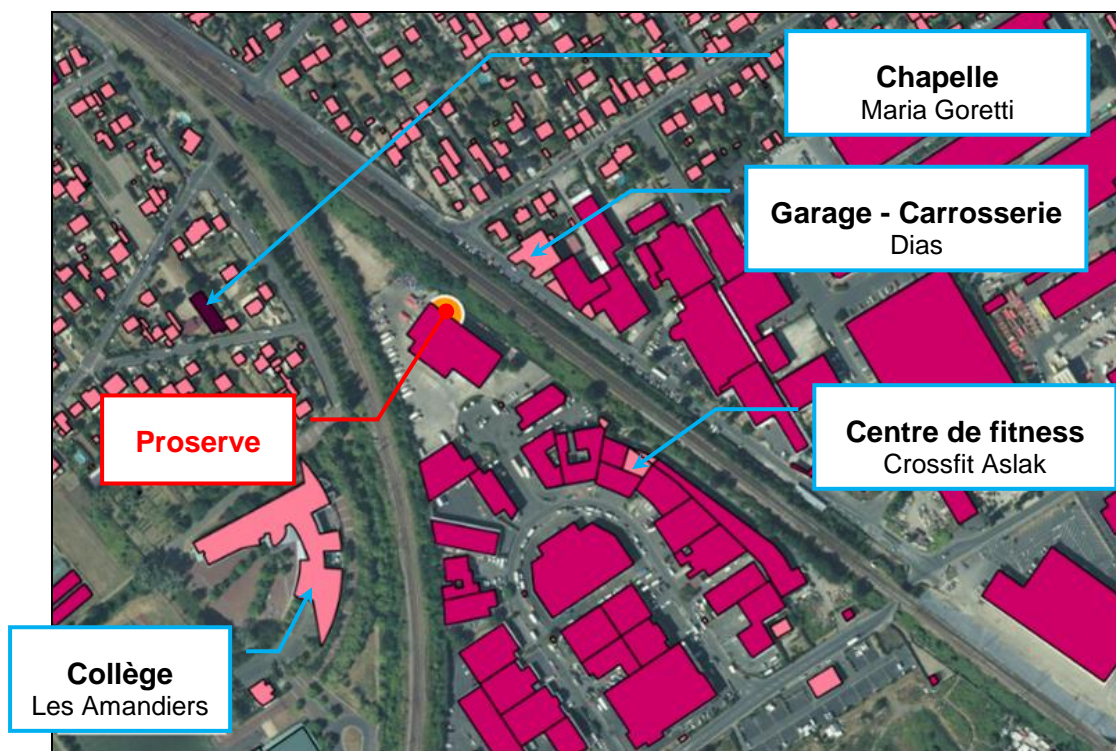 Chapelle
Maria Goretti
Garage - Carrosserie
Dias
Proserve
Centre de fitness
Crossfit Aslak
Collège
Les Amandiers